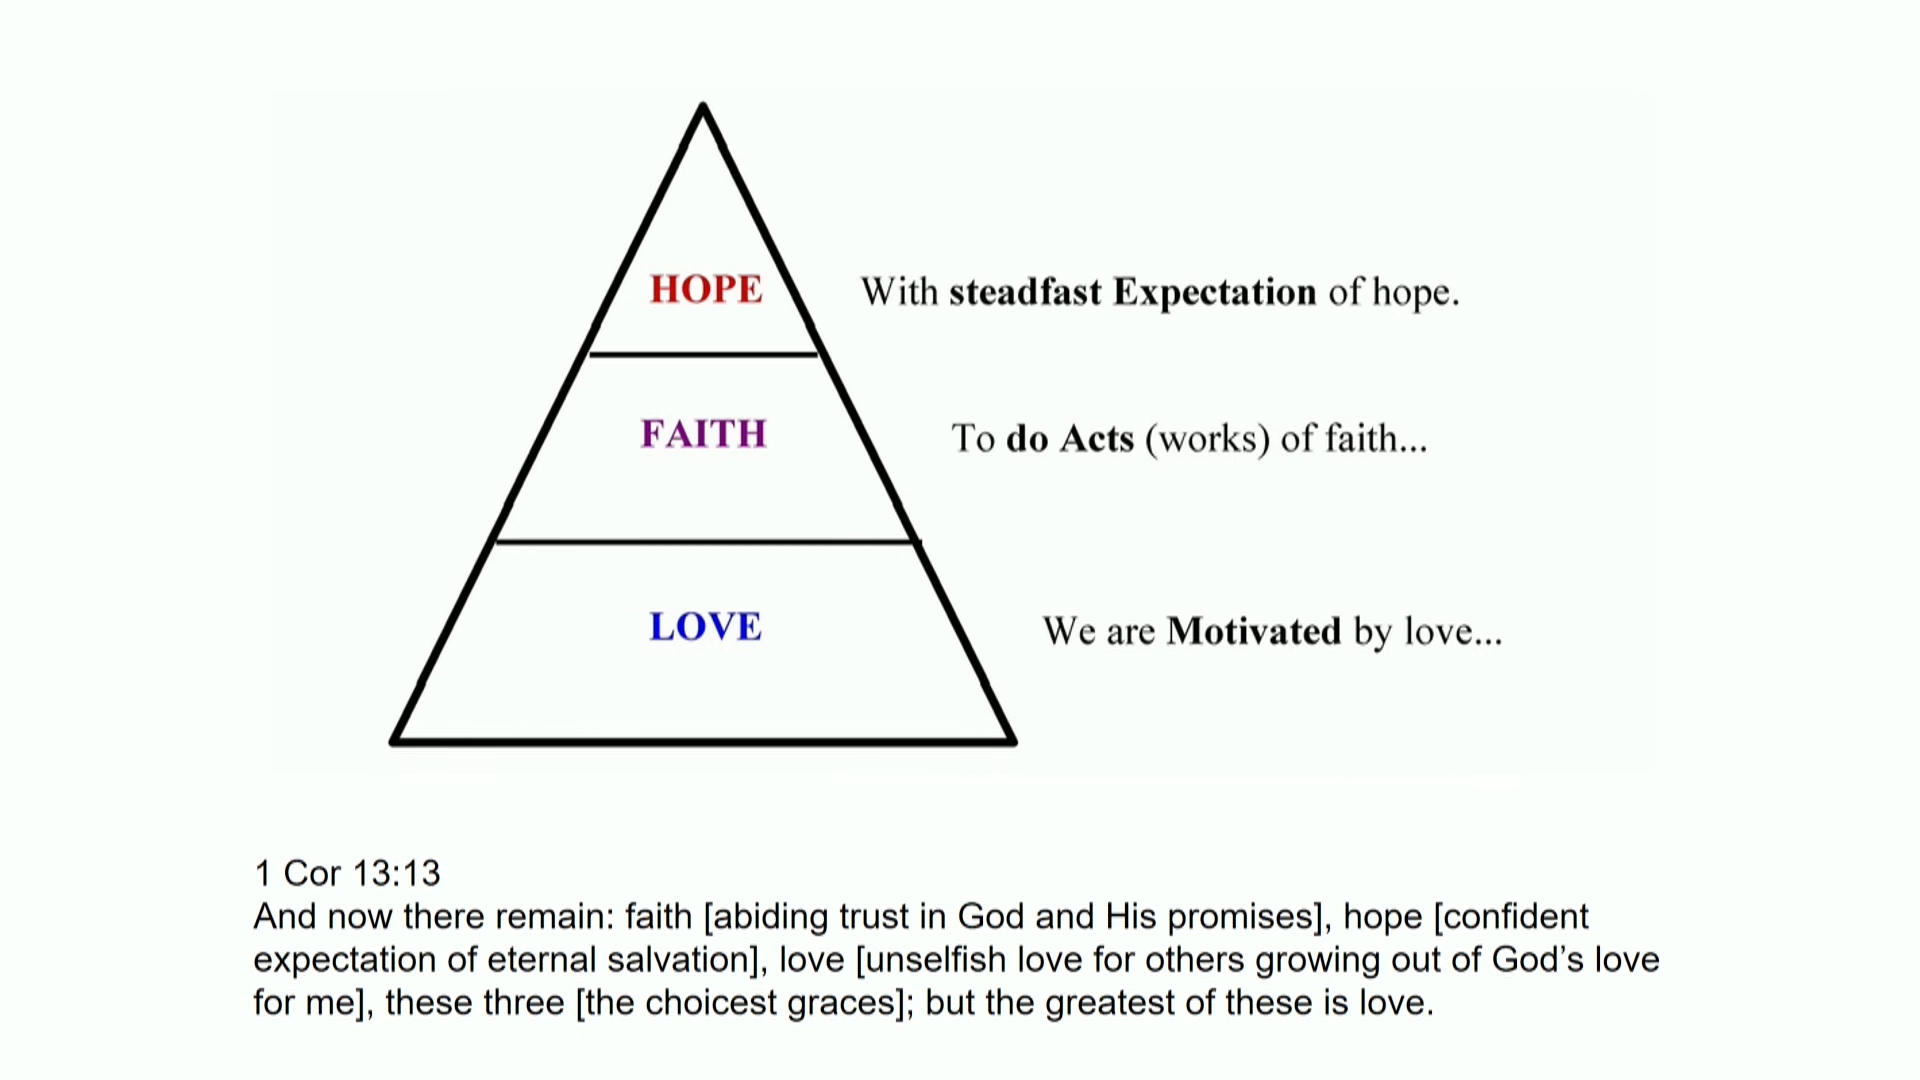 HOPE
With steadfast Expectation of hope.
FAITH
To do Acts (works) of faith...
LOVE
We are Motivated by love...
1 Cor 13:13
And now there remain: faith [abiding trust in God and His promises], hope [confident
expectation of eternal salvation], love [unselfish love for others growing out of God’s love
for me], these three [the choicest graces]; but the greatest of these is love.